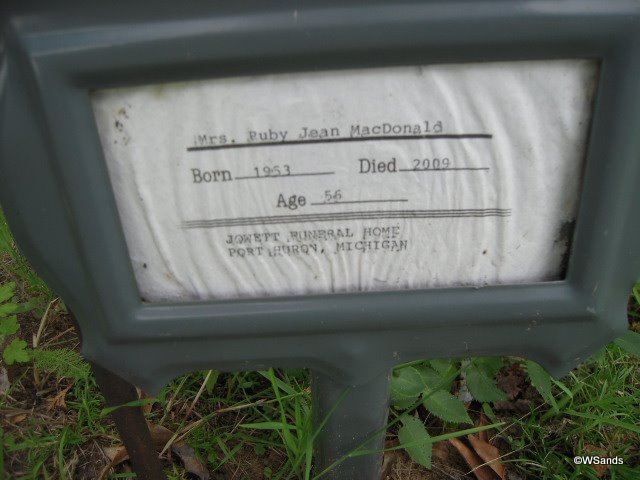 Mrs. Ruby Jean MacDonald
Born 1953 Died 2009
Age 56
JOWETT FUNERAL HOME
PORT HURON, MICHIGAN
©WSands